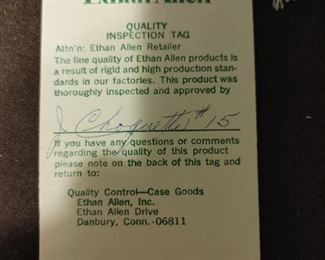 Ethan Allen
QUALITY
INSPECTION TAG
Attn'n: Ethan Allen Retailer
The fine quality of Ethan Allen products is
a result of rigid and high production stan-
dards in our factories. This product was
thoroughly inspected and approved by
J Choquette #15
If you have any questions or comments
regarding the quality of this product
please note on the back of this tag and
return to:
Quality Control—Case Goods
Ethan Allen, Inc.
Ethan Allen Drive
Danbury, Conn.-06811